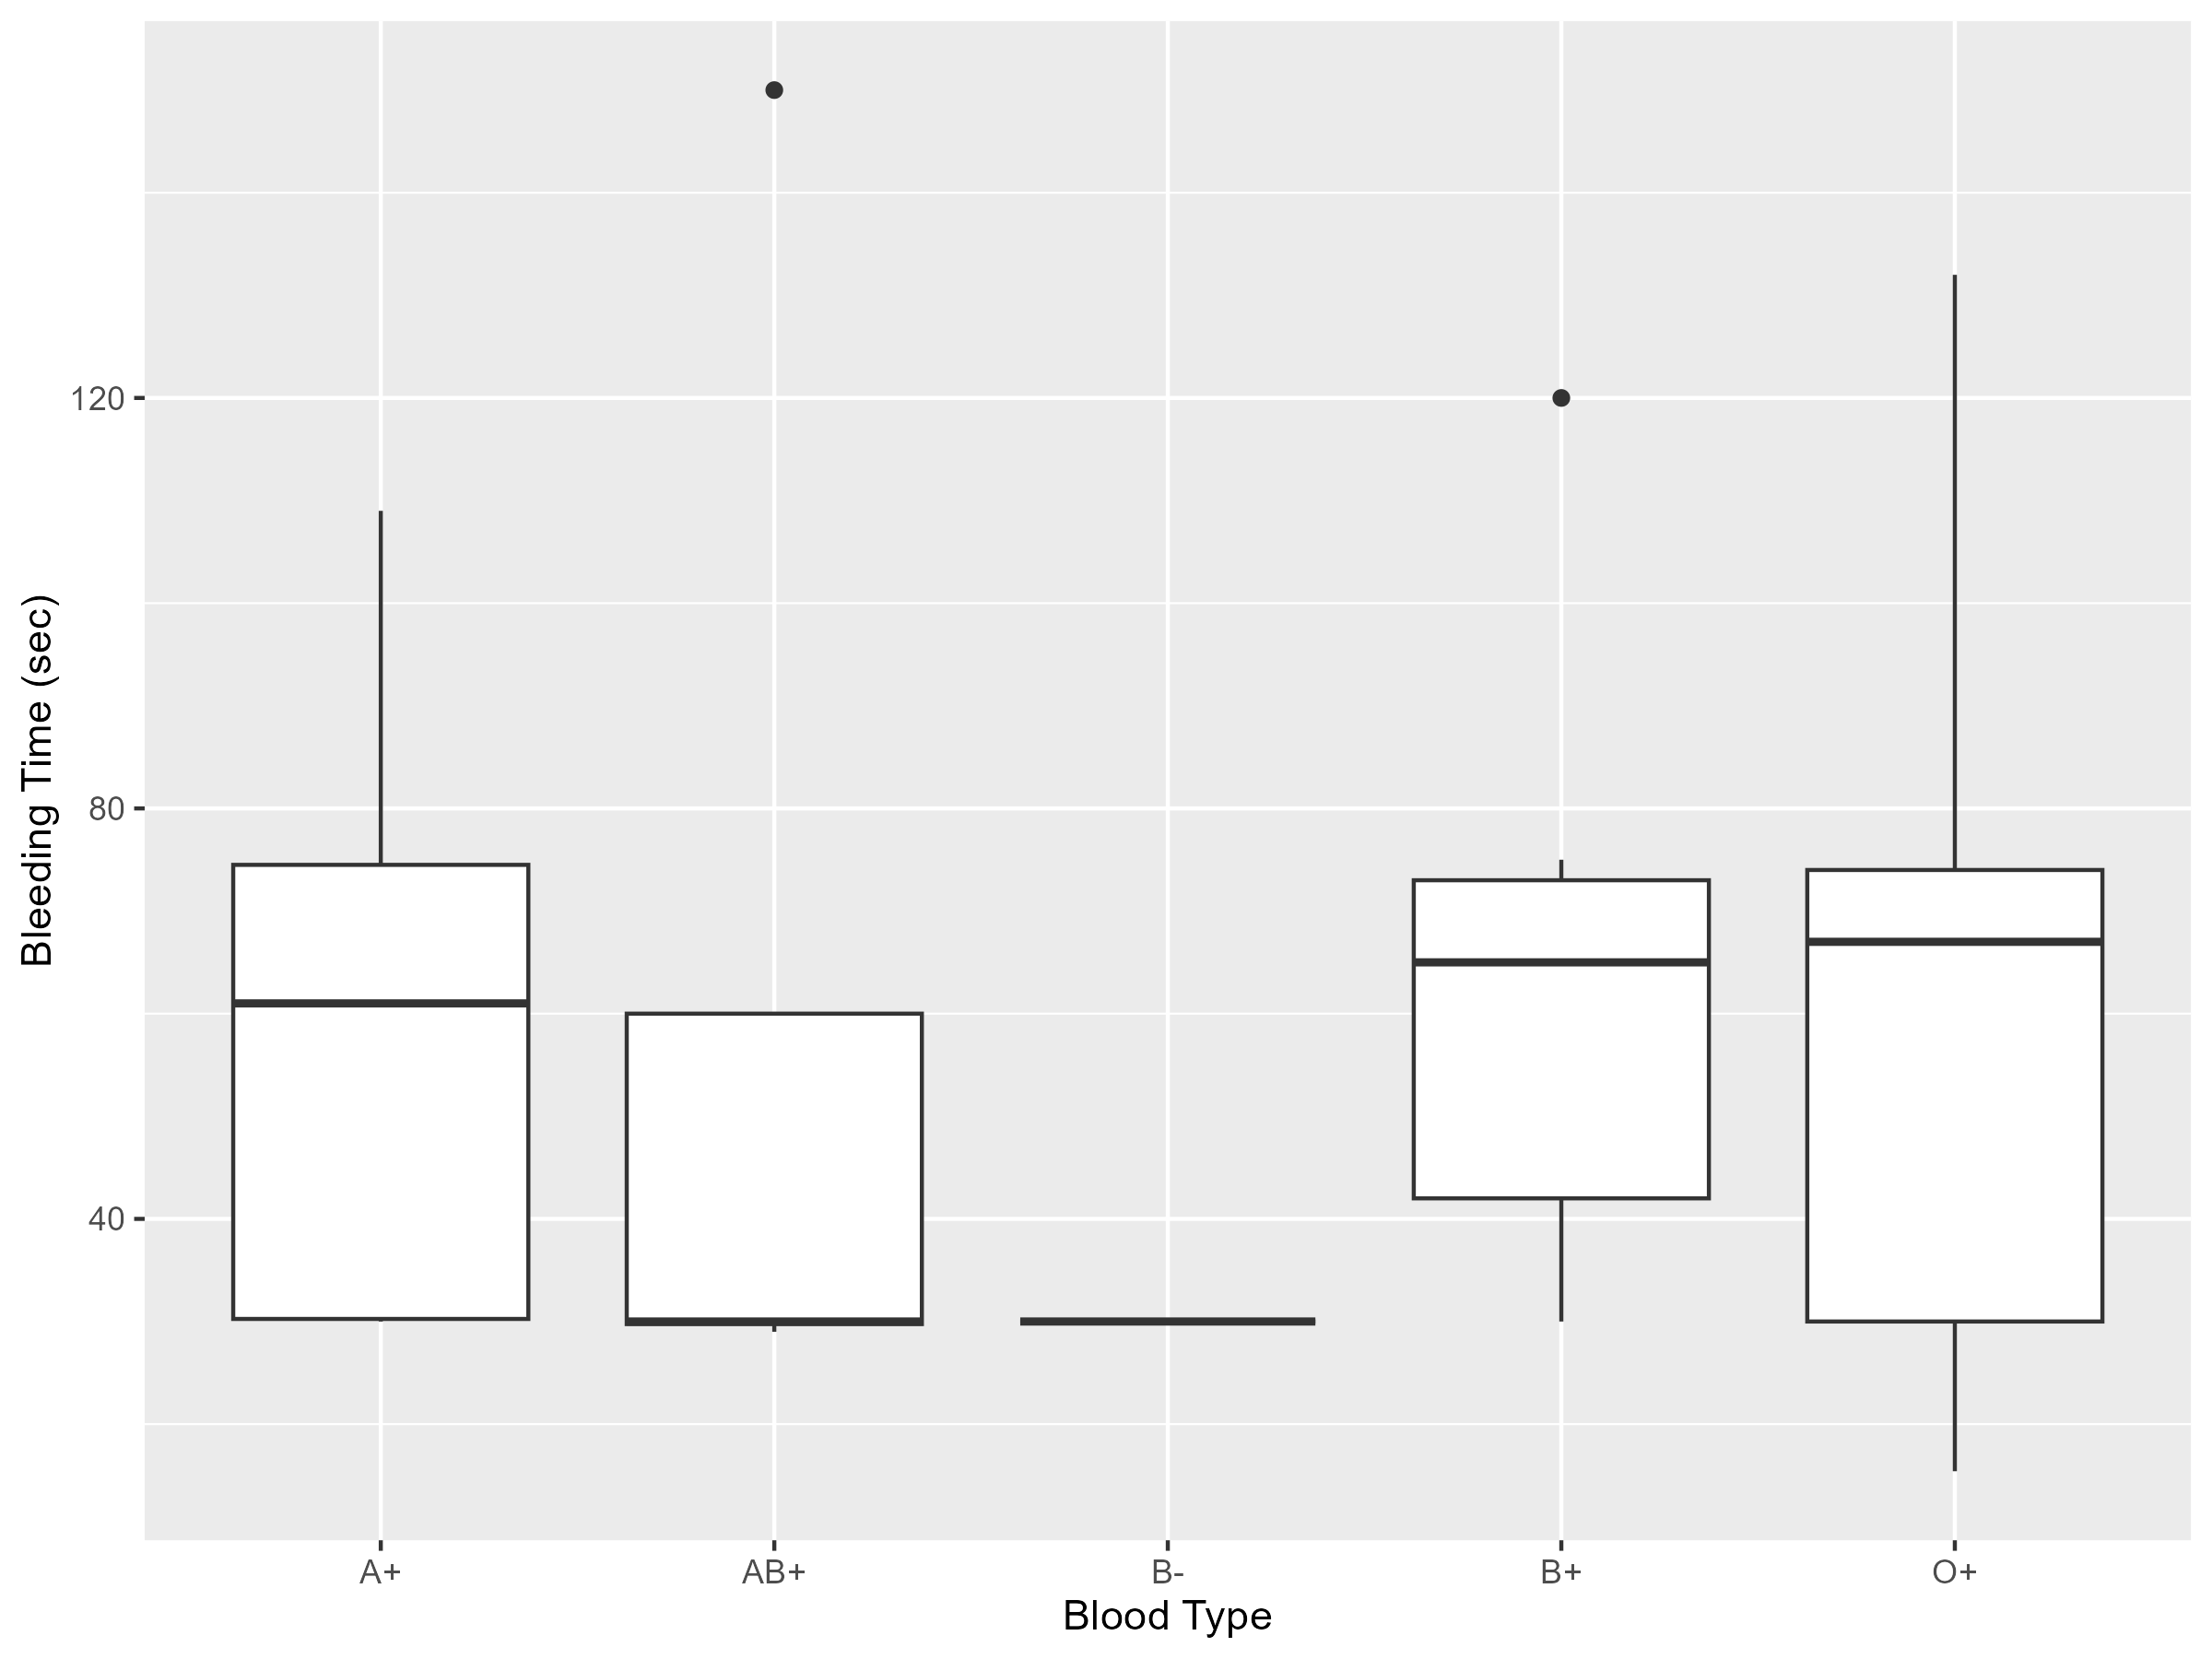 Bleeding Time (sec)
120
80
40
A+ AB+ B- B+ O+
Blood Type